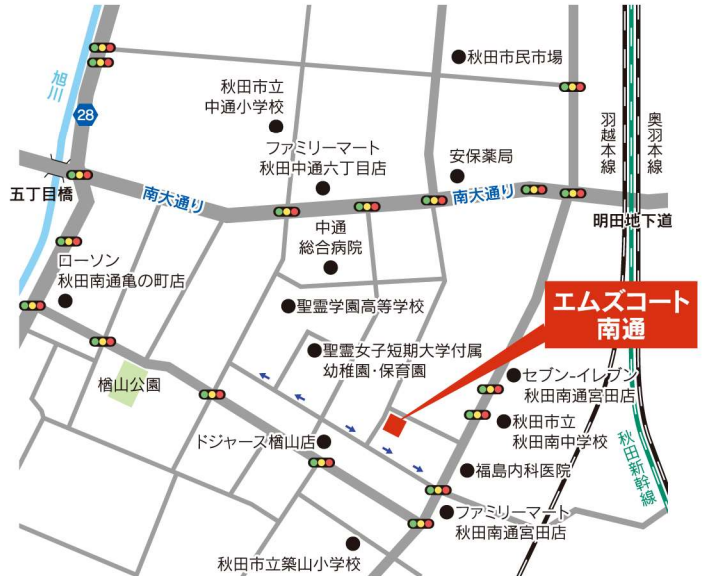 秋田市民市場
旭川
秋田市立
中通小学校
28
羽越本線
奥羽本線
ファミリーマート
秋田中通六丁目店
安保薬局
五丁目橋
南大通り
南大通り
明田地下道
中通
総合病院
ローソン
秋田南通亀の町店
聖霊学園高等学校
エムズコート
南通
聖霊女子短期大学付属
幼稚園・保育園
楢山公園
セブン-イレブン
秋田南通宮田店
秋田市立
秋田南中学校
ドジャース楢山店
福島内科医院
秋田新幹線
ファミリーマート
秋田南通宮田店
秋田市立築山小学校